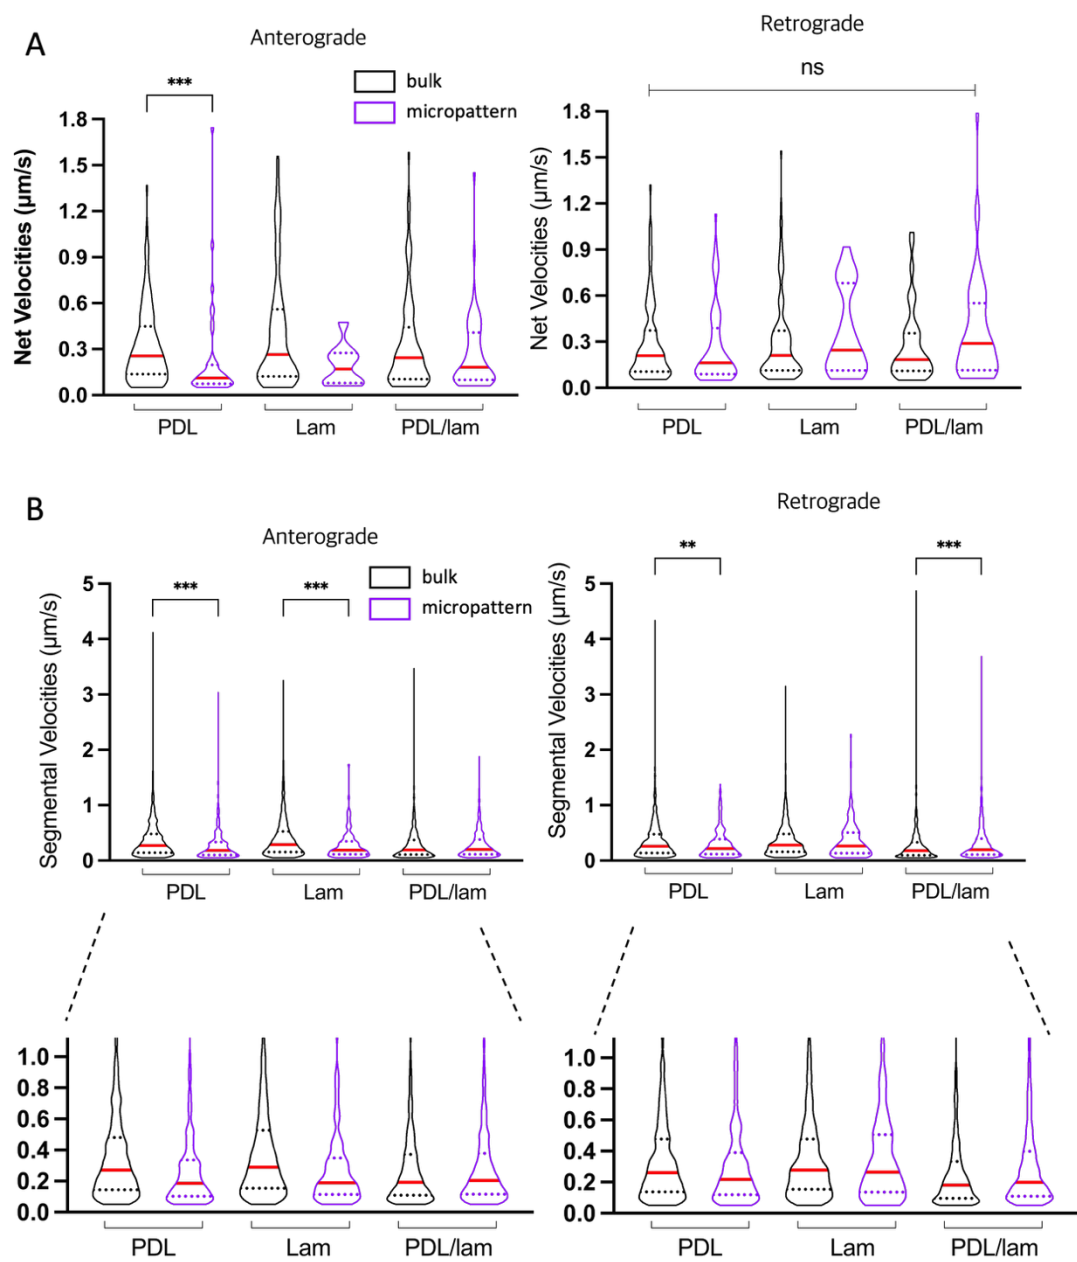 A
Anterograde
bulk
micropattern
***
Net Velocities (μm/s)
1.8
1.5
1.2
0.9
0.6
0.3
0.0
PDL
Lam
PDL/lam
Retrograde
ns
Net Velocities (μm/s)
1.8
1.5
1.2
0.9
0.6
0.3
0.0
PDL
Lam
PDL/lam
B
Anterograde
bulk
micropattern
***
***
Segmental Velocities (μm/s)
5
4
3
2
1
0
PDL
Lam
PDL/lam
Retrograde
**
***
Segmental Velocities (μm/s)
5
4
3
2
1
0
PDL
Lam
PDL/lam
1.0
0.8
0.6
0.4
0.2
0.0
PDL
Lam
PDL/lam
1.0
0.8
0.6
0.4
0.2
0.0
PDL
Lam
PDL/lam